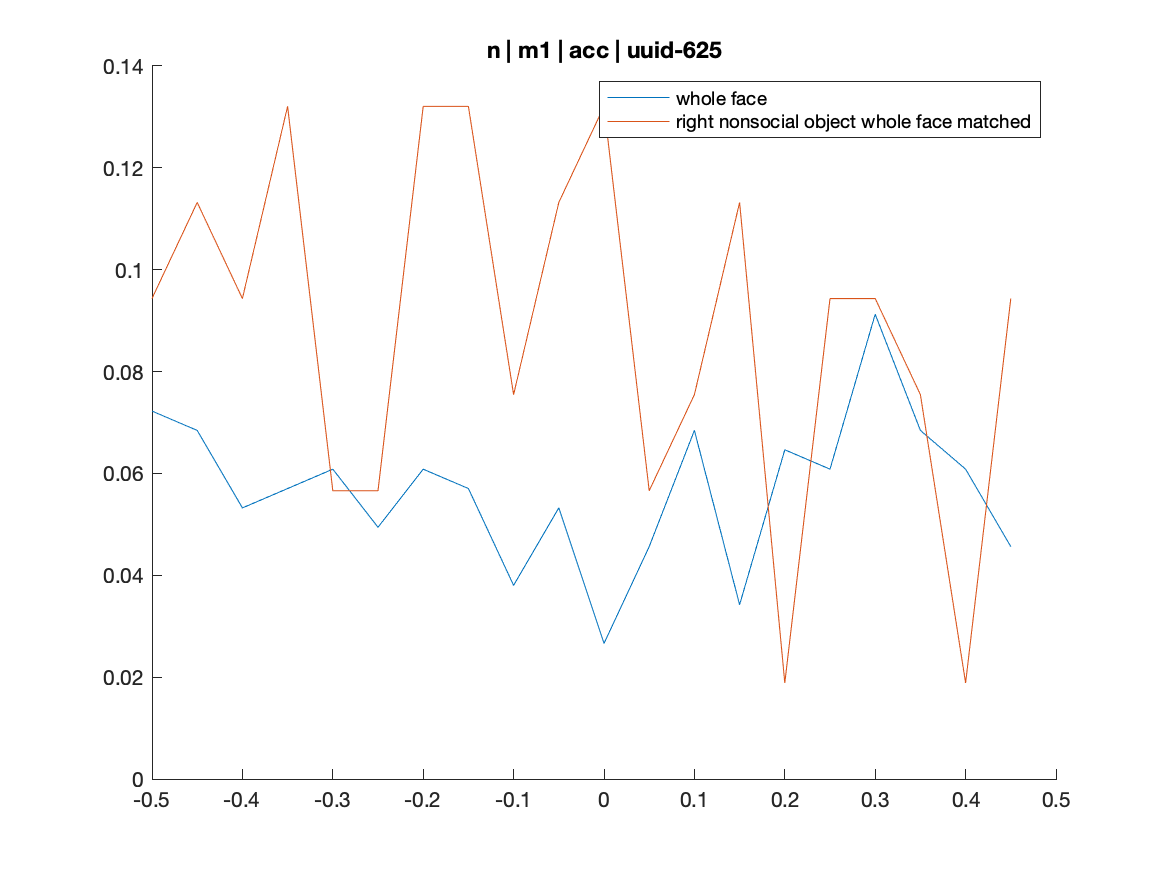 n | m1 | acc | uuid-625
0.14
whole face
right nonsocial object whole face matched
0.12
0.1
0.08
0.06
0.04
0.02
0
-0.5 -0.4 -0.3 -0.2 -0.1 0 0.1 0.2 0.3 0.4 0.5